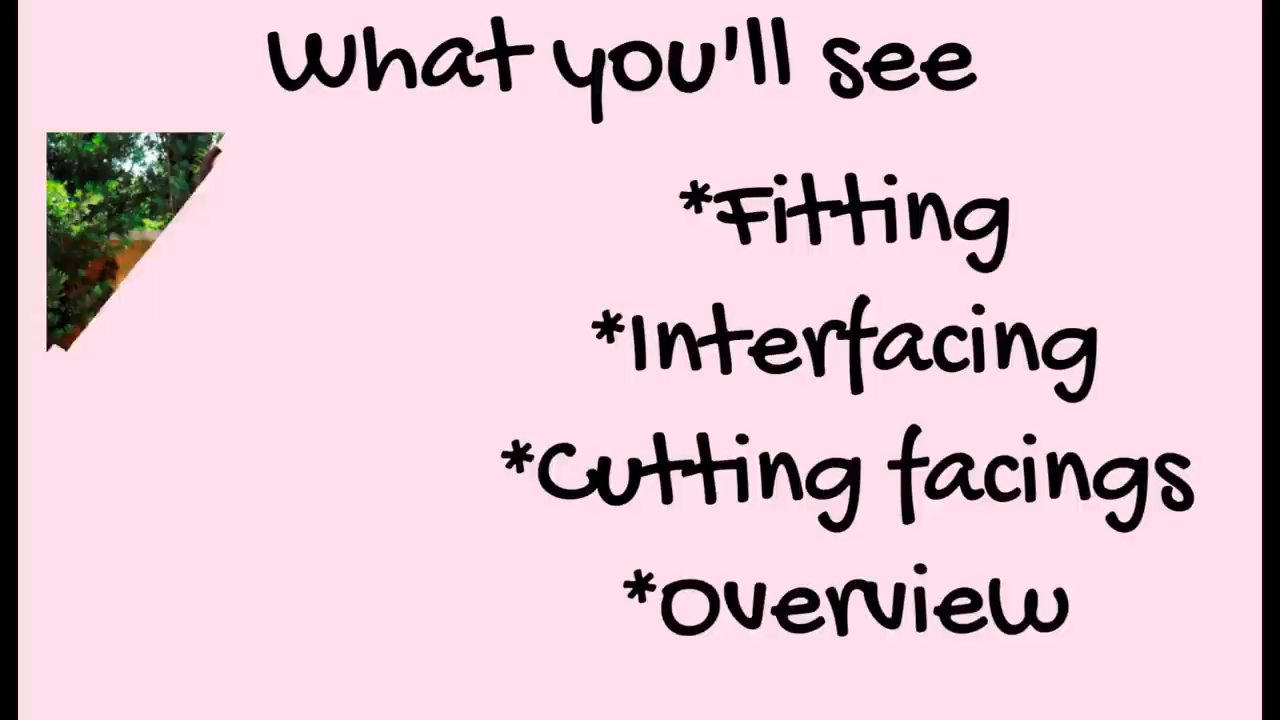 What you'll see
*Fitting
*Interfacing
*Cutting facings
*Overview